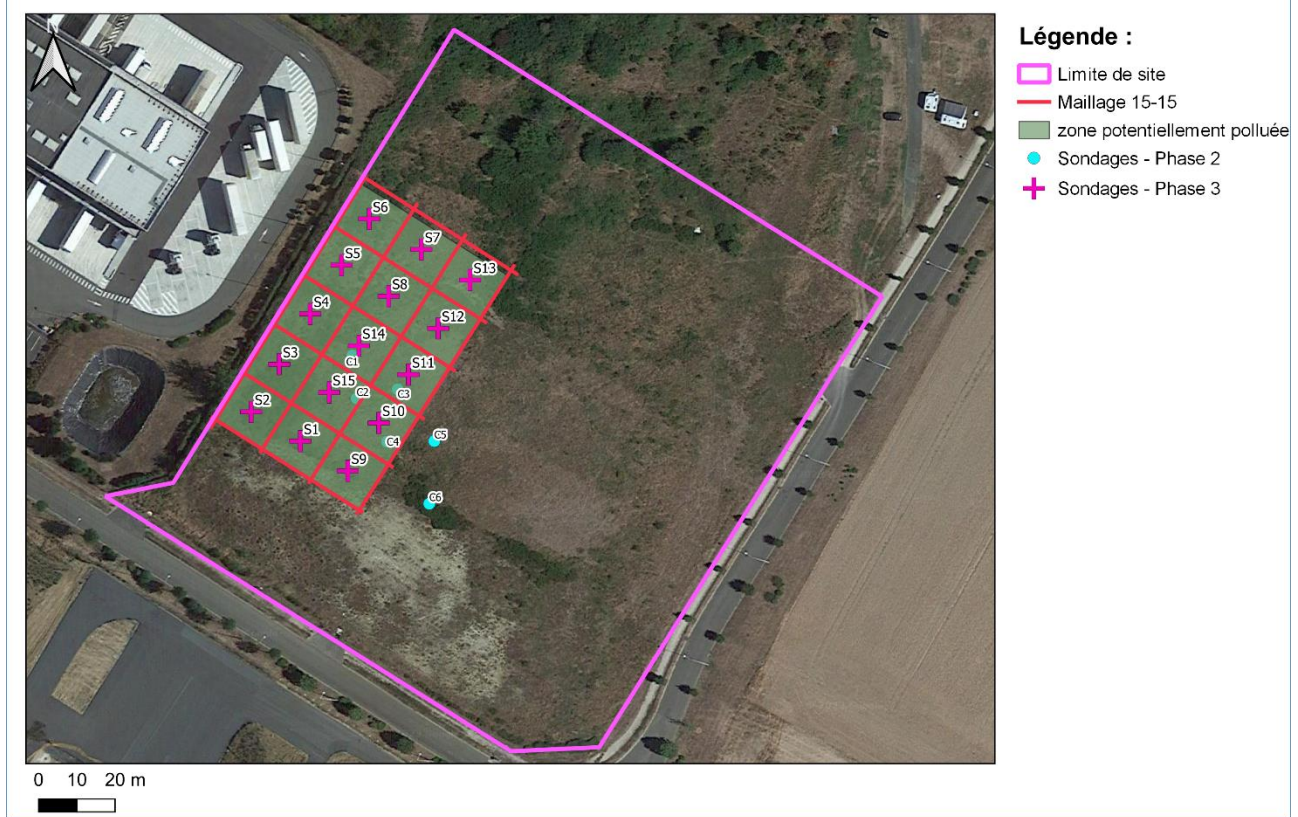 N
Légende :
Limite de site
Maillage 15-15
zone potentiellement polluée
Sondages - Phase 2
Sondages - Phase 3
S6
S7
S5
S13
S8
S4
S12
S14
C1
S3
S11
S15
C2
C3
S2
S10
S1
C4
C5
S9
C6
0 10 20 m